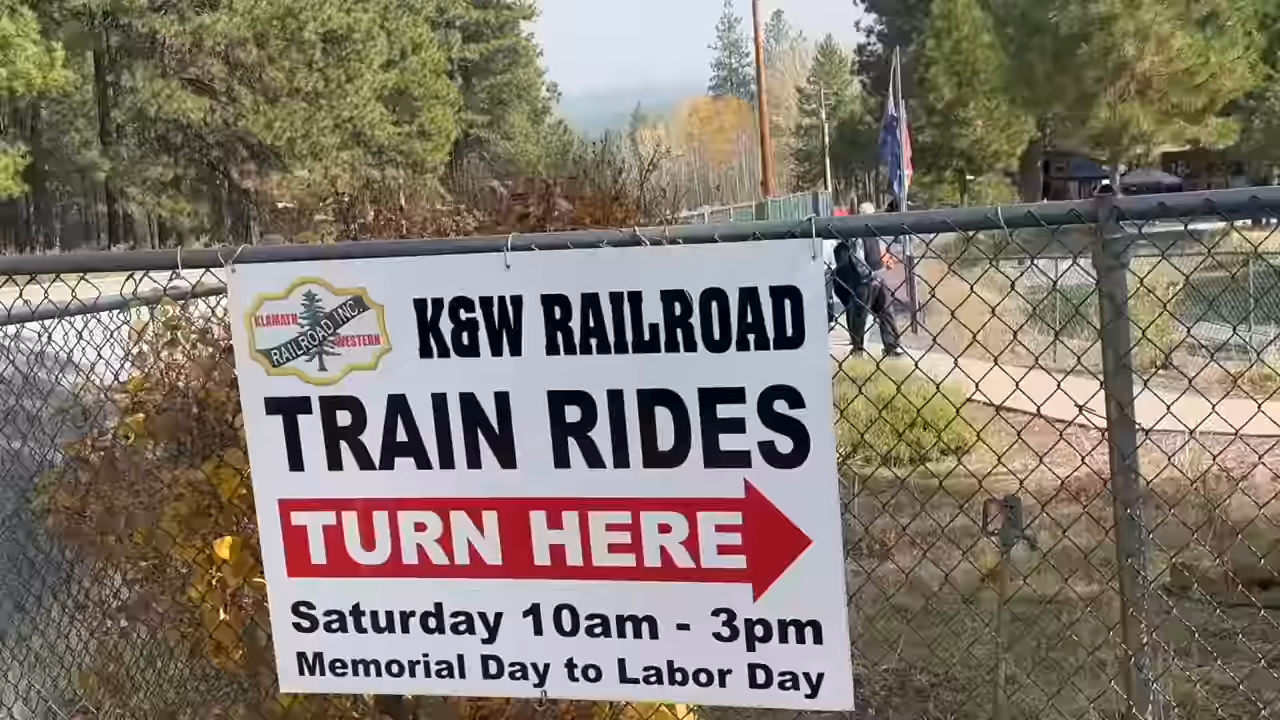 KLAMATH
RAILROAD INC.
WESTERN
K&W RAILROAD
TRAIN RIDES
TURN HERE
Saturday 10am - 3pm
Memorial Day to Labor Day